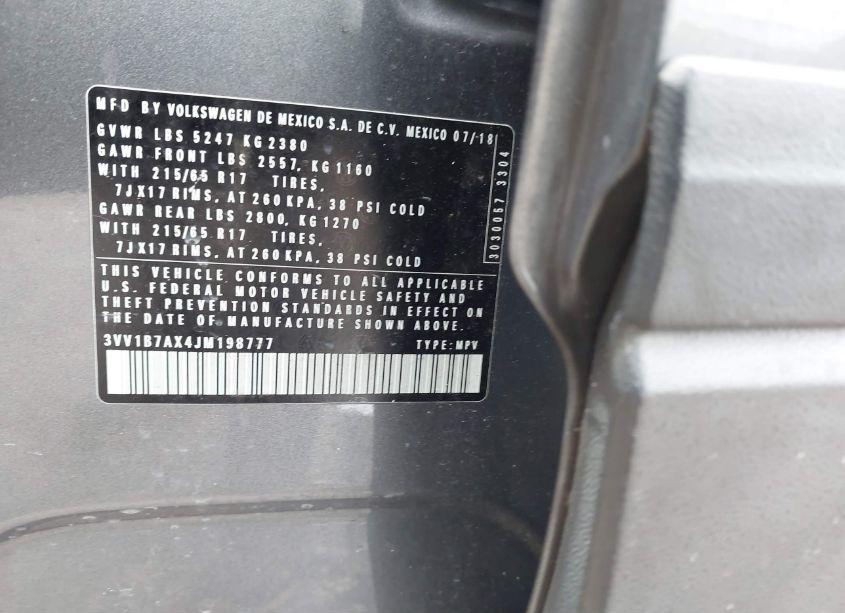 MFD BY VOLKSWAGEN DE MEXICO S.A. DE C.V. MEXICO 07/18
GVWR LBS 5247 KG 2380
GAWR FRONT LBS 2557, KG 1160
WITH 215/65 R17 TIRES,
7JX17 RIMS, AT 260 KPA, 38 PSI COLD
GAWR REAR LBS 2800, KG 1270
WITH 215/65 R17 TIRES,
7JX17 RIMS, AT 260 KPA, 38 PSI COLD
3030057 3304
THIS VEHICLE CONFORMS TO ALL APPLICABLE
U.S. FEDERAL MOTOR VEHICLE SAFETY AND
THEFT PREVENTION STANDARDS IN EFFECT ON
THE DATE OF MANUFACTURE SHOWN ABOVE.
3VV1B7AX4JM198777 TYPE: MPV